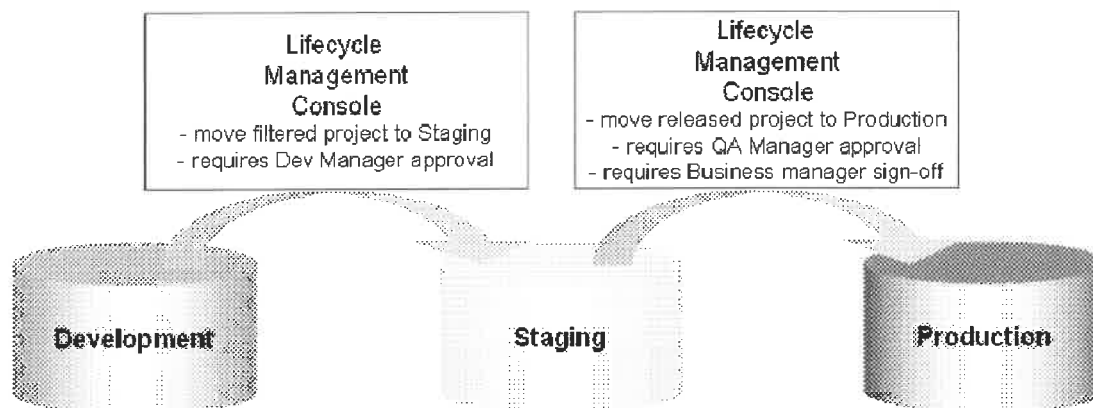 Lifecycle
Management
Console
- move filtered project to Staging
- requires Dev Manager approval
Lifecycle
Management
Console
- move released project to Production
- requires QA Manager approval
- requires Business manager sign-off
Development
Staging
Production